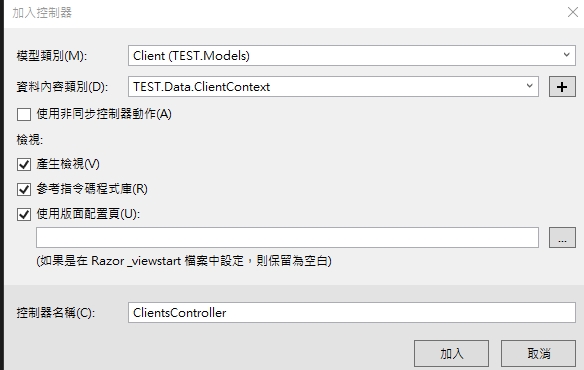 加入控制器
模型類別(M): Client (TEST.Models)
資料內容類別(D): TEST.Data.ClientContext
使用非同步控制器動作(A)
檢視:
產生檢視(V)
參考指令碼程式庫(R)
使用版面配置頁(U):
...
(如果是在 Razor _viewstart 檔案中設定，則保留為空白)
控制器名稱(C): ClientsController
加入 取消